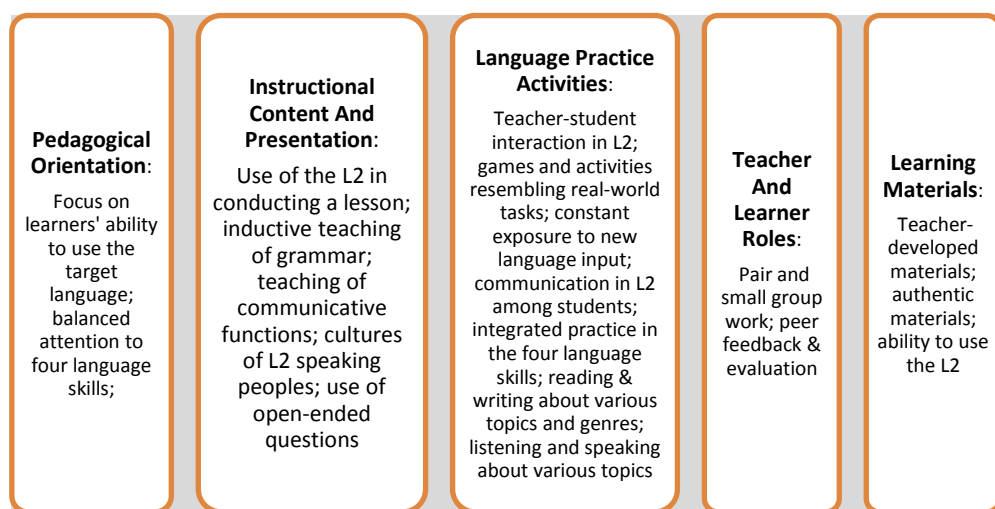 Pedagogical
Orientation:
Focus on
learners' ability
to use the
target
language;
balanced
attention to
four language
skills;
Instructional
Content And
Presentation:
Use of the L2 in
conducting a lesson;
inductive teaching
of grammar;
teaching of
communicative
functions; cultures
of L2 speaking
peoples; use of
open-ended
questions
Language Practice
Activities:
Teacher-student
interaction in L2;
games and activities
resembling real-world
tasks; constant
exposure to new
language input;
communication in L2
among students;
integrated practice in
the four language
skills; reading &
writing about various
topics and genres;
listening and speaking
about various topics
Teacher
And
Learner
Roles:
Pair and
small group
work; peer
feedback &
evaluation
Learning
Materials:
Teacher-
developed
materials;
authentic
materials;
ability to use
the L2